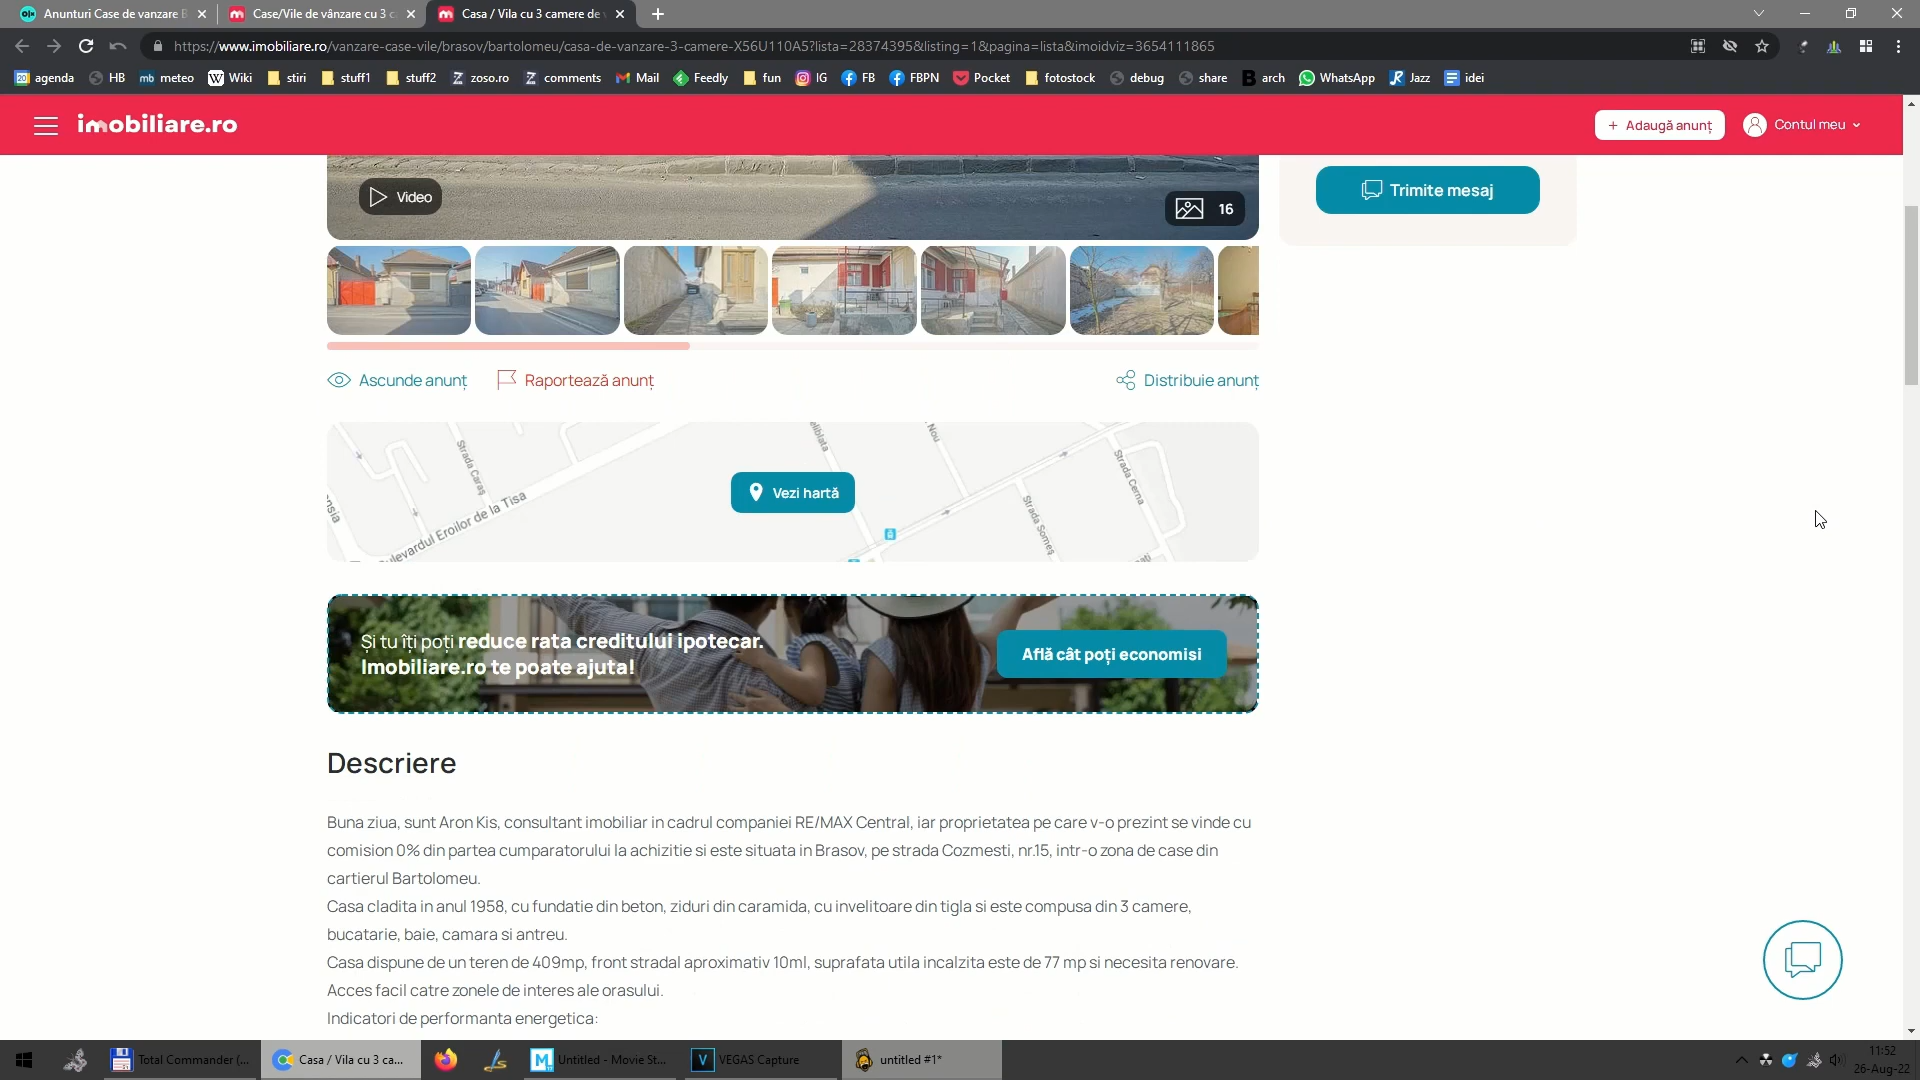 Anunturi Case de vanzare B
Case/Vile de vânzare cu 3 c
Casa / Vila cu 3 camere de v
https://www.imobiliare.ro/vanzare-case-vile/brasov/bartolomeu/casa-de-vanzare-3-camere-X56U110A5?lista=28374395&listing=1&pagina=lista&imoidviz=3654111865
20 agenda HB mb meteo W Wiki stiri stuff1 stuff2 Z zoso.ro Z comments Mail Feedly fun IG FB FBPN Pocket fotostock debug share B arch WhatsApp Jazz idei
imobiliare.ro
+ Adaugă anunț
Contul meu
Video
16
Trimite mesaj
Ascunde anunț
Raportează anunț
Distribuie anunț
Strada Caraș
Bulevardul Eroilor de la Tisa
Nou
Strada Cerna
Strada Someș
Vezi hartă
Și tu îți poți reduce rata creditului ipotecar.
Imobiliare.ro te poate ajuta!
Află cât poți economisi
Descriere
Buna ziua, sunt Aron Kis, consultant imobiliar in cadrul companiei RE/MAX Central, iar proprietatea pe care v-o prezint se vinde cu
comision 0% din partea cumparatorului la achizitie si este situata in Brasov, pe strada Cozmesti, nr.15, intr-o zona de case din
cartierul Bartolomeu.
Casa cladita in anul 1958, cu fundatie din beton, ziduri din caramida, cu invelitoare din tigla si este compusa din 3 camere,
bucatarie, baie, camara si antreu.
Casa dispune de un teren de 409mp, front stradal aproximativ 10ml, suprafata utila incalzita este de 77 mp si necesita renovare.
Acces facil catre zonele de interes ale orasului.
Indicatori de performanta energetica:
Total Commander (...
Casa / Vila cu 3 ca...
Untitled - Movie St...
VEGAS Capture
untitled #1*
11:52
26-Aug-22